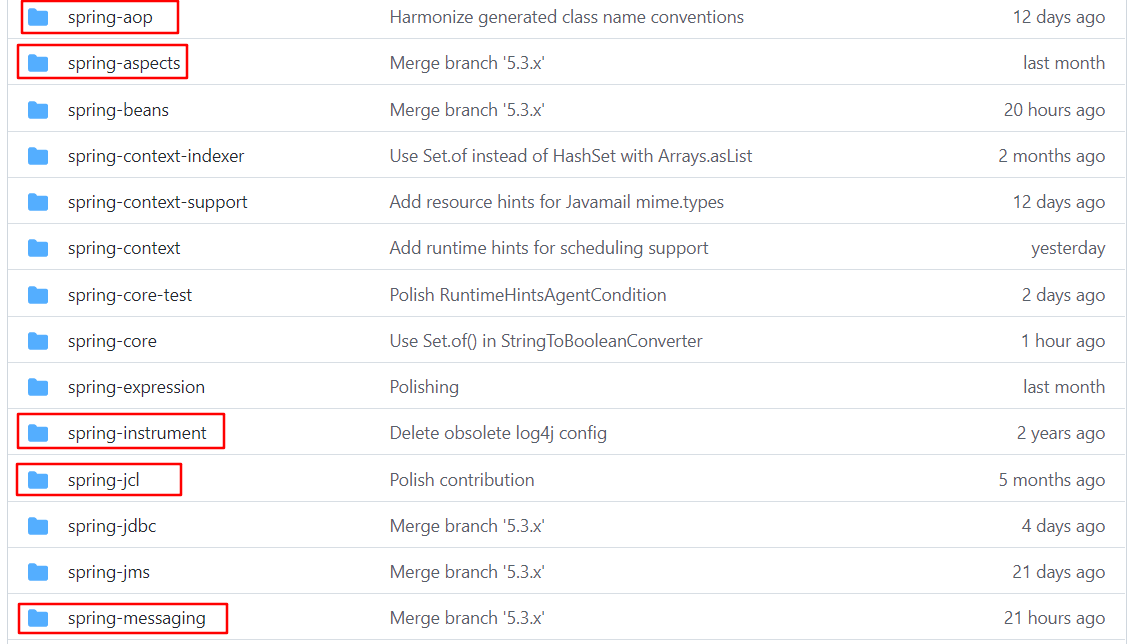 spring-aop Harmonize generated class name conventions 12 days ago
spring-aspects Merge branch '5.3.x' last month
spring-beans Merge branch '5.3.x' 20 hours ago
spring-context-indexer Use Set.of instead of HashSet with Arrays.asList 2 months ago
spring-context-support Add resource hints for Javamail mime.types 12 days ago
spring-context Add runtime hints for scheduling support yesterday
spring-core-test Polish RuntimeHintsAgentCondition 2 days ago
spring-core Use Set.of() in StringToBooleanConverter 1 hour ago
spring-expression Polishing last month
spring-instrument Delete obsolete log4j config 2 years ago
spring-jcl Polish contribution 5 months ago
spring-jdbc Merge branch '5.3.x' 4 days ago
spring-jms Merge branch '5.3.x' 21 days ago
spring-messaging Merge branch '5.3.x' 21 hours ago